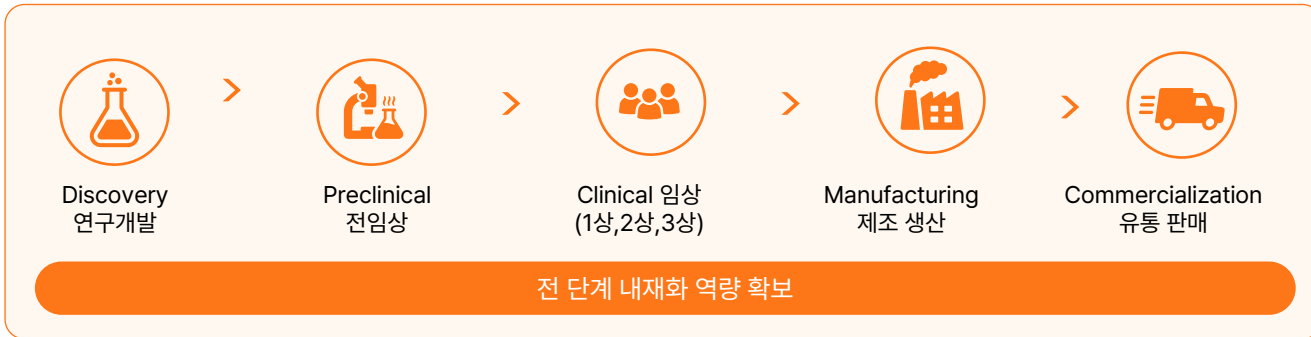 Discovery
연구개발
Preclinical
전임상
Clinical 임상
(1상,2상,3상)
Manufacturing
제조 생산
Commercialization
유통 판매
전 단계 내재화 역량 확보